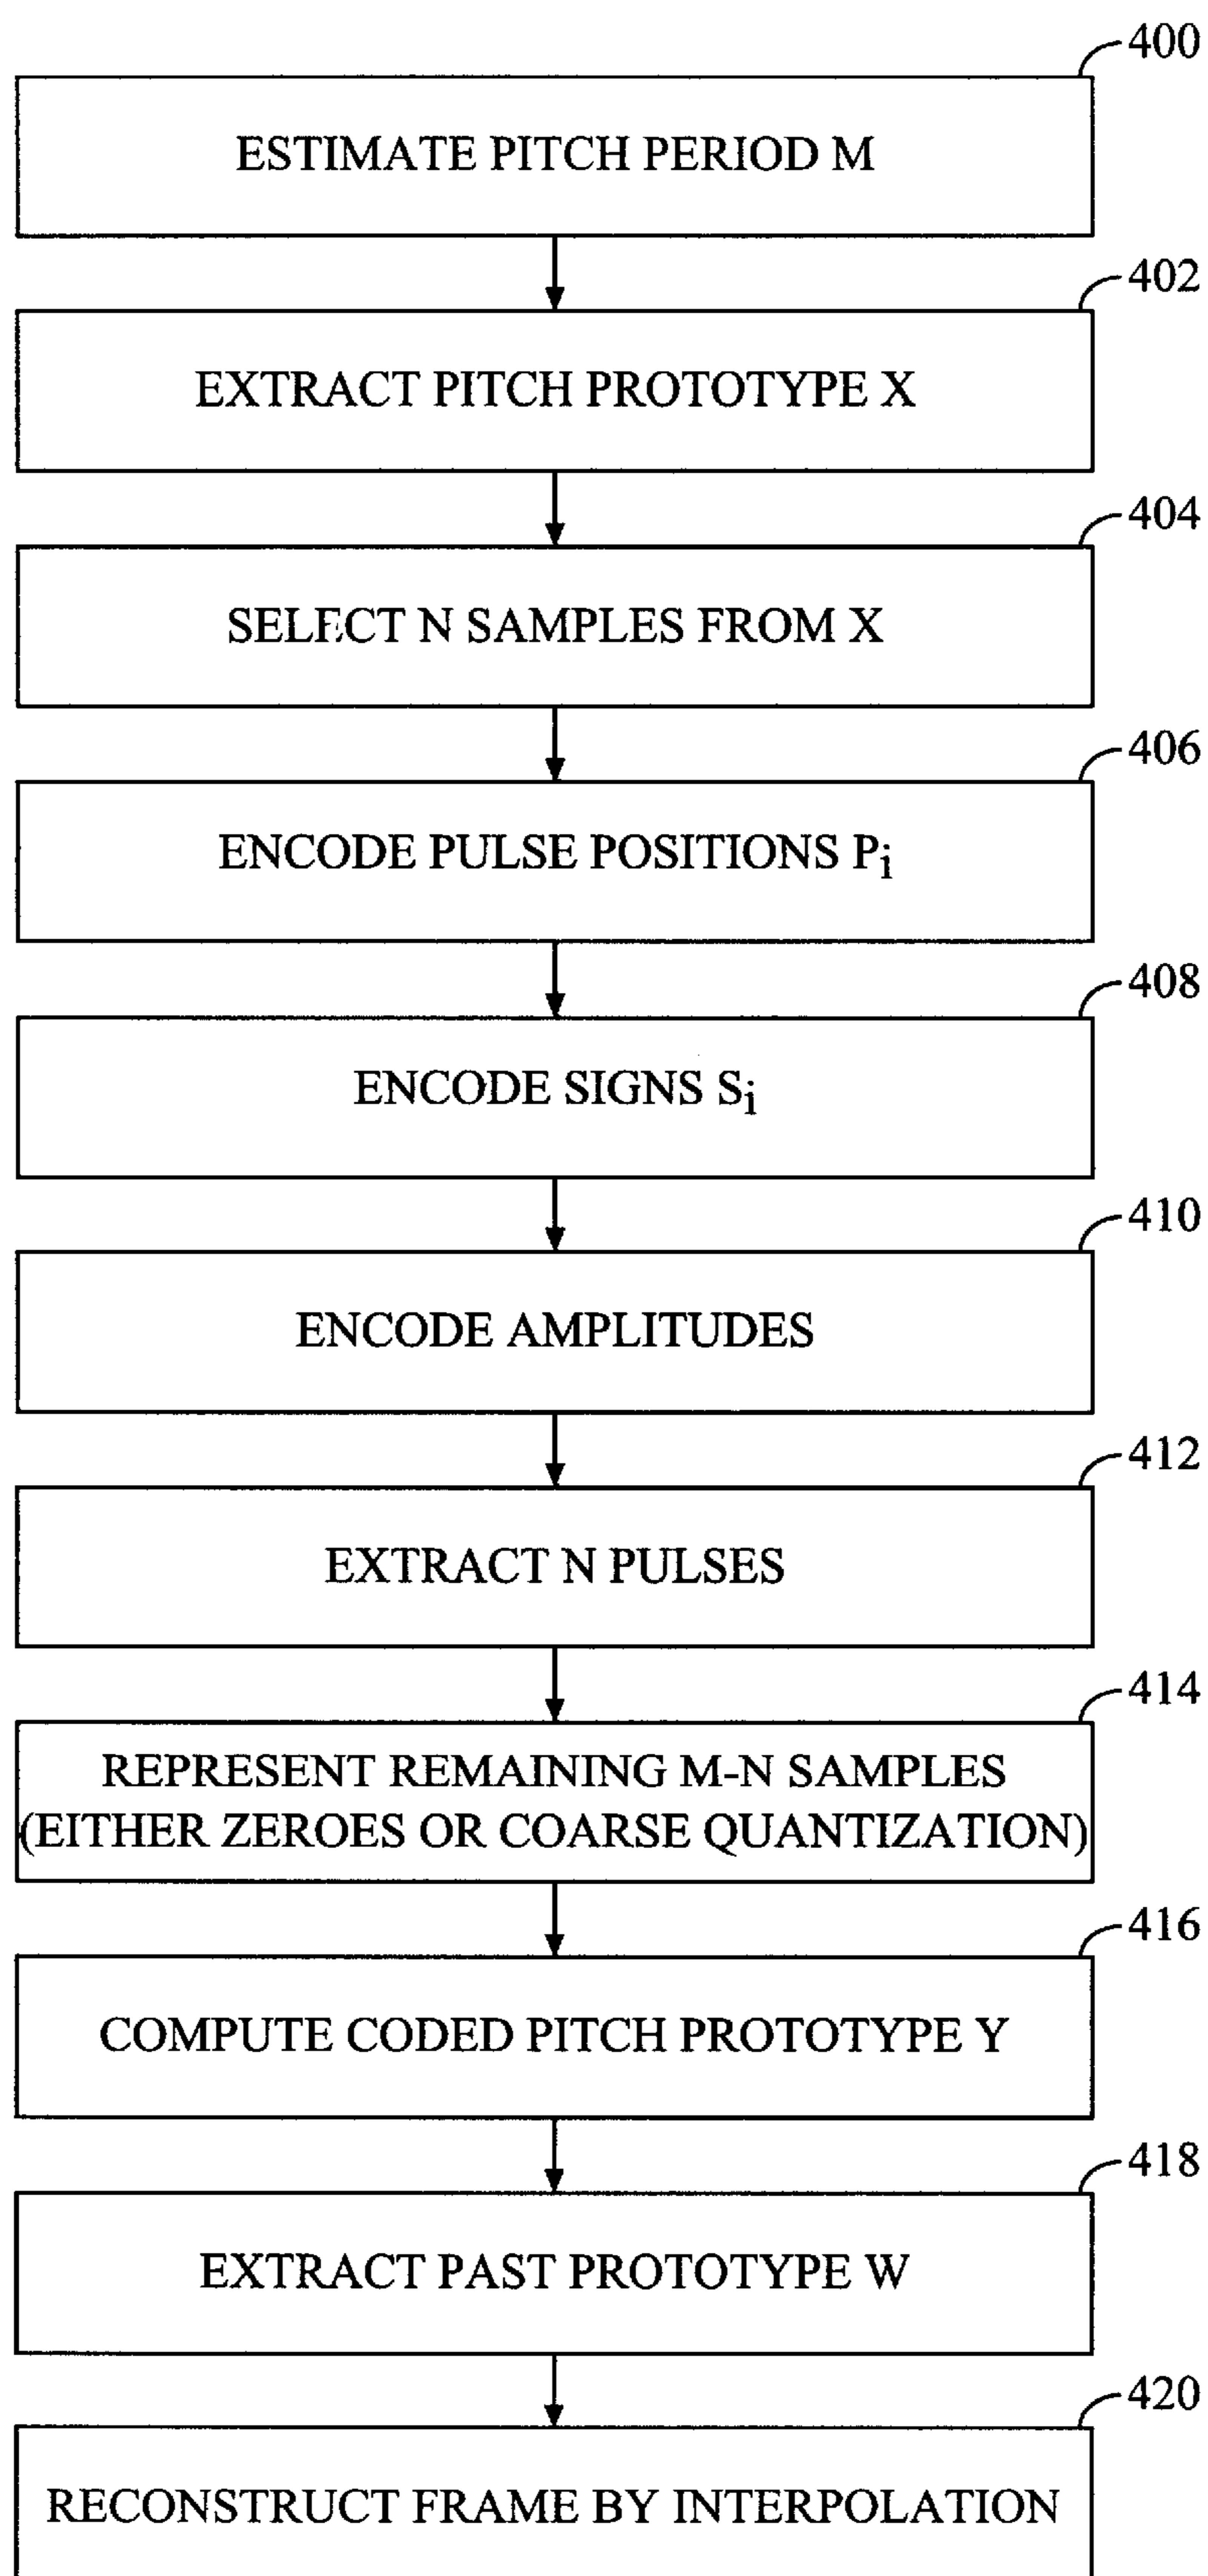 400
ESTIMATE PITCH PERIOD M
402
EXTRACT PITCH PROTOTYPE X
404
SELECT N SAMPLES FROM X
406
ENCODE PULSE POSITIONS Pi
408
ENCODE SIGNS Si
410
ENCODE AMPLITUDES
412
EXTRACT N PULSES
414
REPRESENT REMAINING M-N SAMPLES
(EITHER ZEROES OR COARSE QUANTIZATION)
416
COMPUTE CODED PITCH PROTOTYPE Y
418
EXTRACT PAST PROTOTYPE W
420
RECONSTRUCT FRAME BY INTERPOLATION